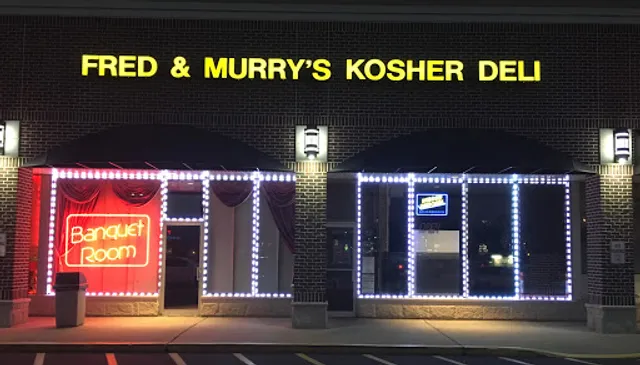 FRED & MURRY'S KOSHER DELI
Banquet
Room